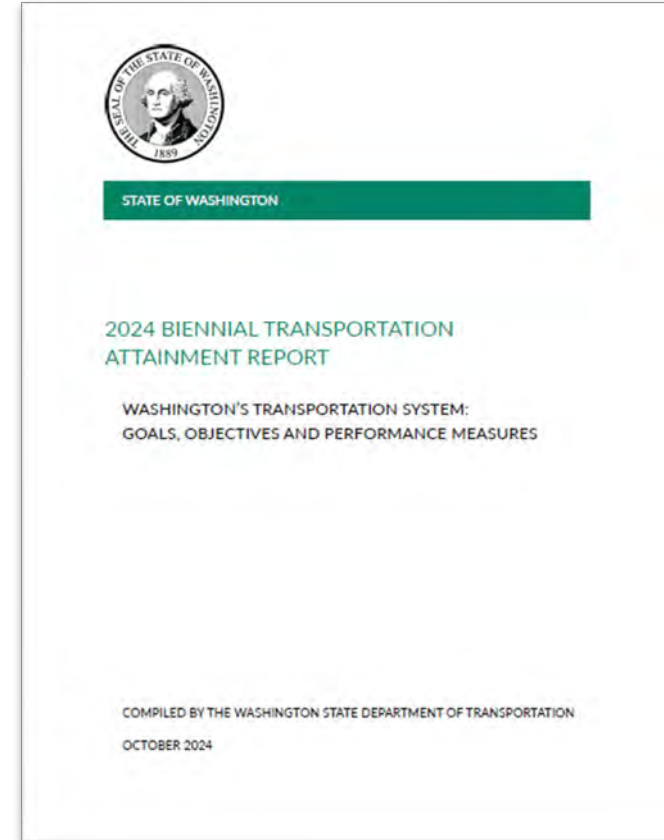 THE SEAL OF THE STATE OF WASHINGTON
1889
STATE OF WASHINGTON
2024 BIENNIAL TRANSPORTATION
ATTAINMENT REPORT
WASHINGTON'S TRANSPORTATION SYSTEM:
GOALS, OBJECTIVES AND PERFORMANCE MEASURES
COMPILED BY THE WASHINGTON STATE DEPARTMENT OF TRANSPORTATION
OCTOBER 2024